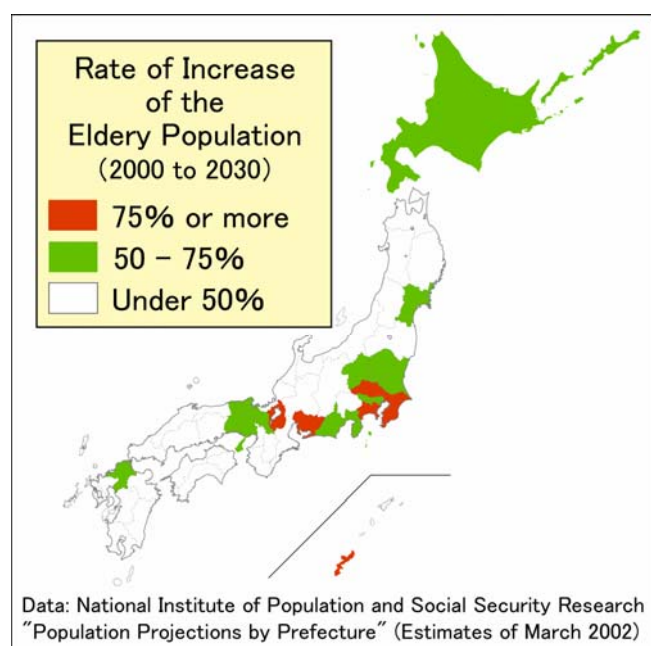 Rate of Increase
of the
Eldery Population
(2000 to 2030)
75% or more
50 - 75%
Under 50%
Data: National Institute of Population and Social Security Research
"Population Projections by Prefecture" (Estimates of March 2002)